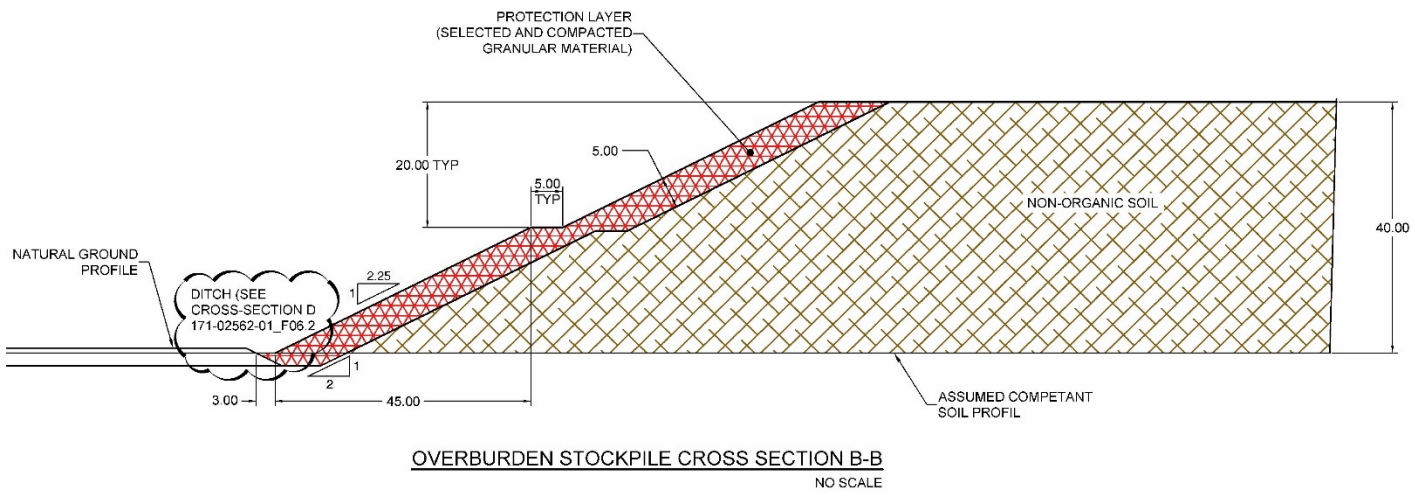 PROTECTION LAYER
(SELECTED AND COMPACTED
GRANULAR MATERIAL)
20.00 TYP
5.00
TYP
5.00
NON-ORGANIC SOIL
40.00
NATURAL GROUND
PROFILE
DITCH (SEE
CROSS-SECTION D
171-02562-01_F06.2
2.25
1
1
2
3.00
45.00
ASSUMED COMPETANT
SOIL PROFIL
OVERBURDEN STOCKPILE CROSS SECTION B-B
NO SCALE